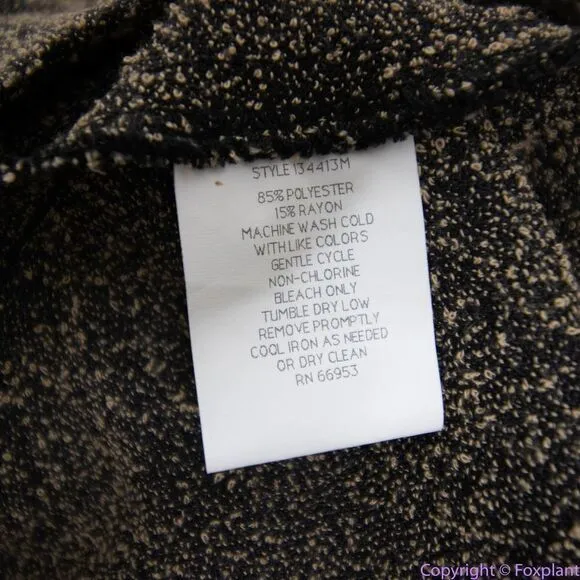 STYLE 134413M
85% POLYESTER
15% RAYON
MACHINE WASH COLD
WITH LIKE COLORS
GENTLE CYCLE
NON-CHLORINE
BLEACH ONLY
TUMBLE DRY LOW
REMOVE PROMPTLY
COOL IRON AS NEEDED
OR DRY CLEAN
RN 66953
Copyright © Foxplant